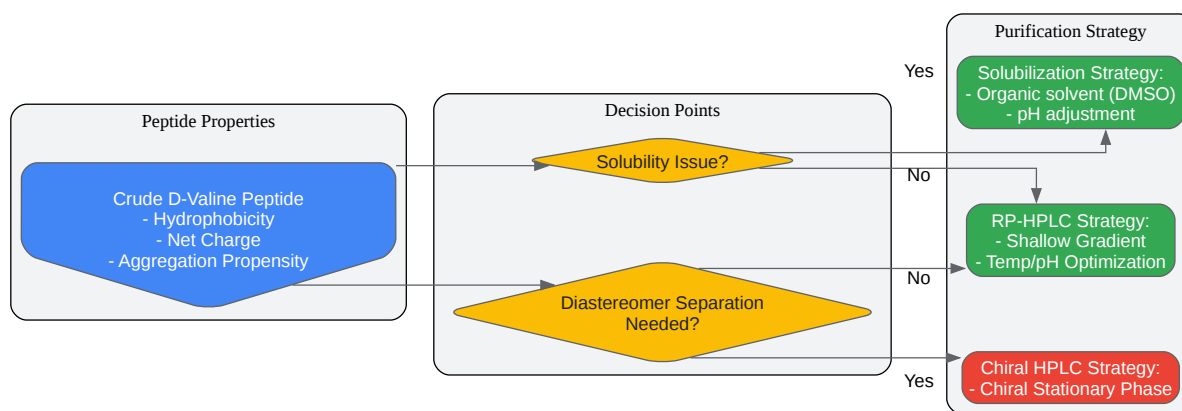 Peptide Properties
Crude D-Valine Peptide
- Hydrophobicity
- Net Charge
- Aggregation Propensity
Decision Points
Solubility Issue?
Diastereomer Separation
Needed?
Yes
No
No
Yes
Purification Strategy
Solubilization Strategy:
- Organic solvent (DMSO)
- pH adjustment
RP-HPLC Strategy:
- Shallow Gradient
- Temp/pH Optimization
Chiral HPLC Strategy:
- Chiral Stationary Phase